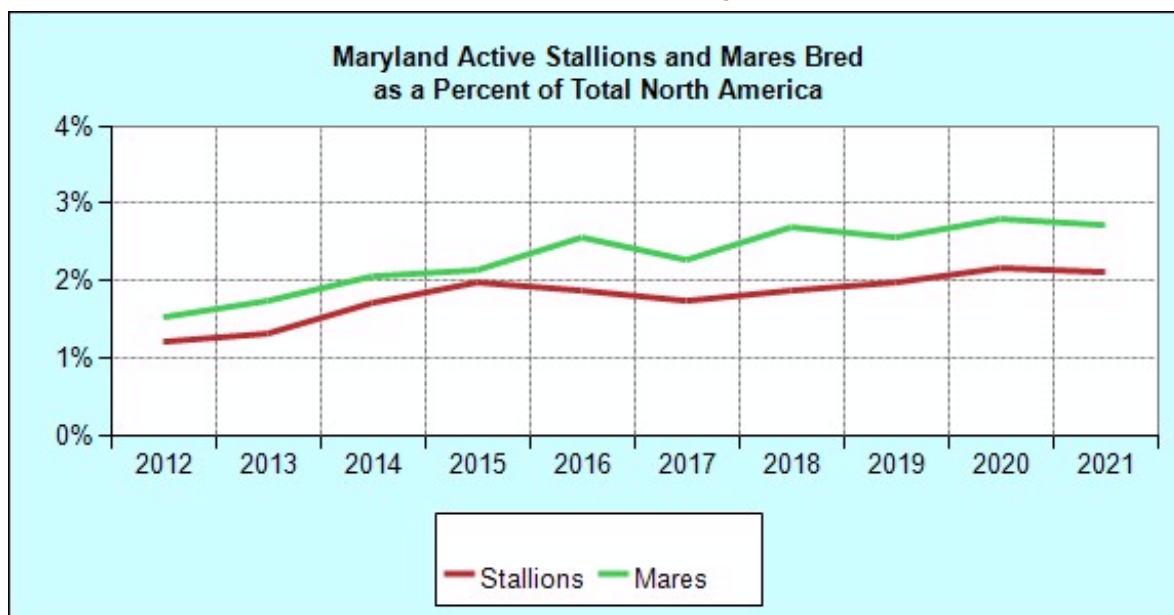 Maryland Active Stallions and Mares Bred
as a Percent of Total North America
4%
3%
2%
1%
0%
2012 2013 2014 2015 2016 2017 2018 2019 2020 2021
Stallions Mares